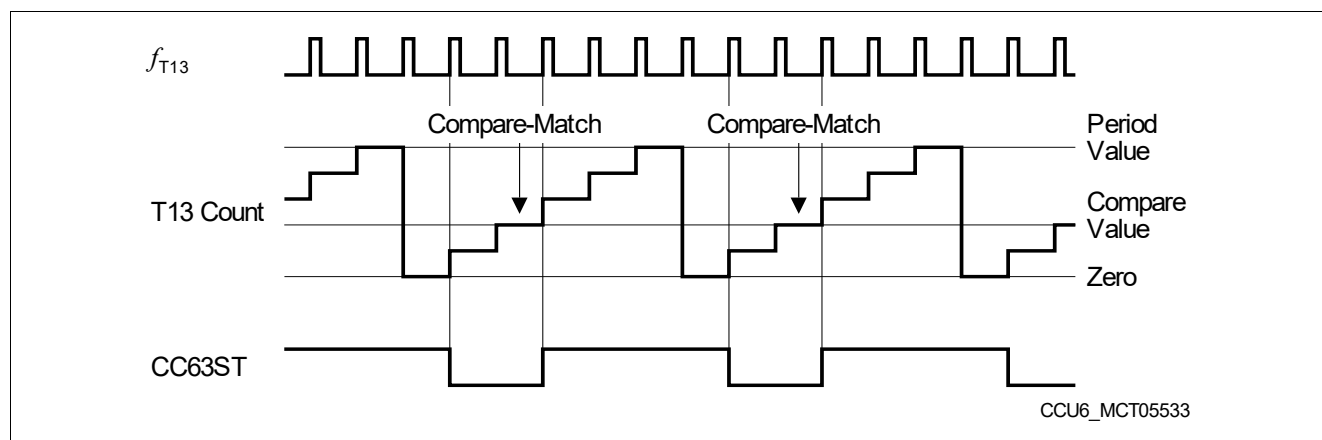 fT13
Compare-Match
Compare-Match
Period
Value
T13 Count
Compare
Value
Zero
CC63ST
CCU6_MCT05533